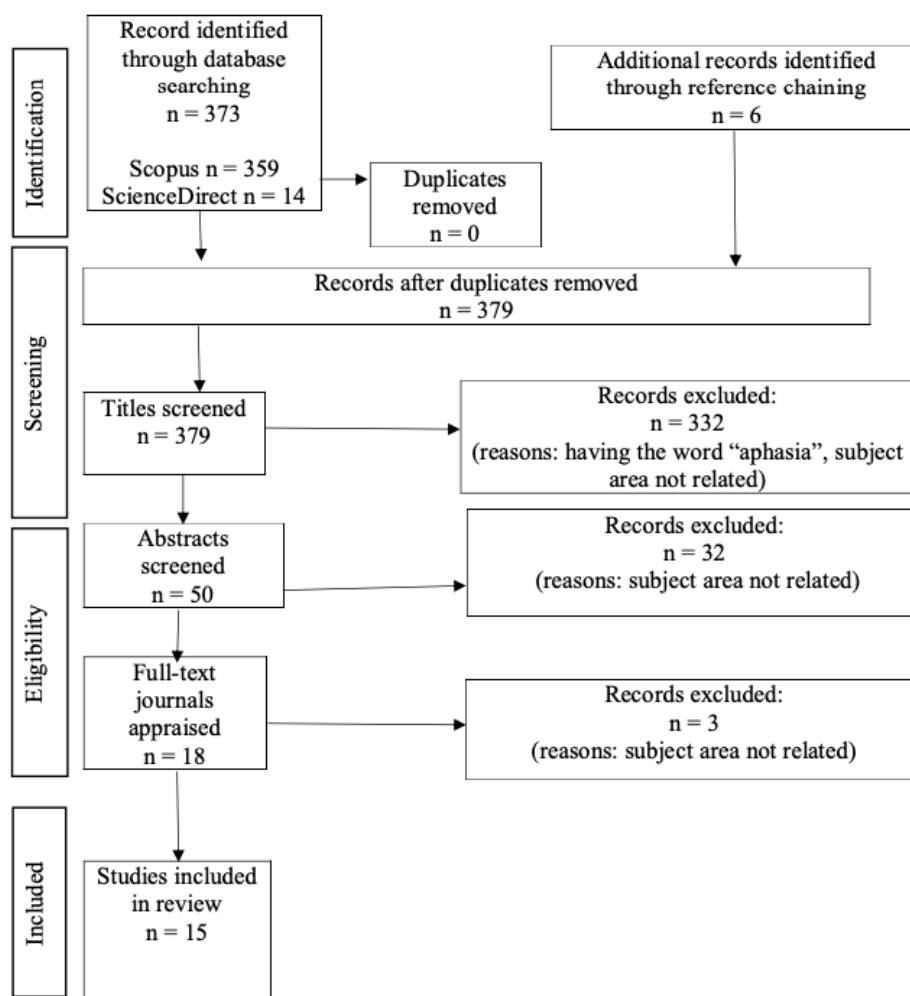 Identification
Record identified
through database
searching
n = 373
Scopus n = 359
ScienceDirect n = 14
Additional records identified
through reference chaining
n = 6
Duplicates
removed
n = 0
Screening
Records after duplicates removed
n = 379
Titles screened
n = 379
Records excluded:
n = 332
(reasons: having the word “aphasia”, subject
area not related)
Eligibility
Abstracts
screened
n = 50
Records excluded:
n = 32
(reasons: subject area not related)
Full-text
journals
appraised
n = 18
Records excluded:
n = 3
(reasons: subject area not related)
Included
Studies included
in review
n = 15